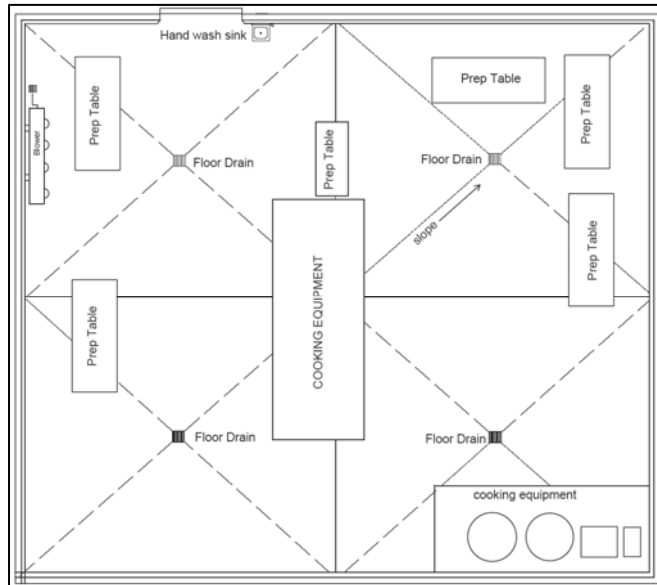 Hand wash sink
Prep Table
Prep Table
Prep Table
Blower
Prep Table
Floor Drain
Floor Drain
Prep Table
slope
COOKING EQUIPMENT
Prep Table
Floor Drain
Floor Drain
cooking equipment